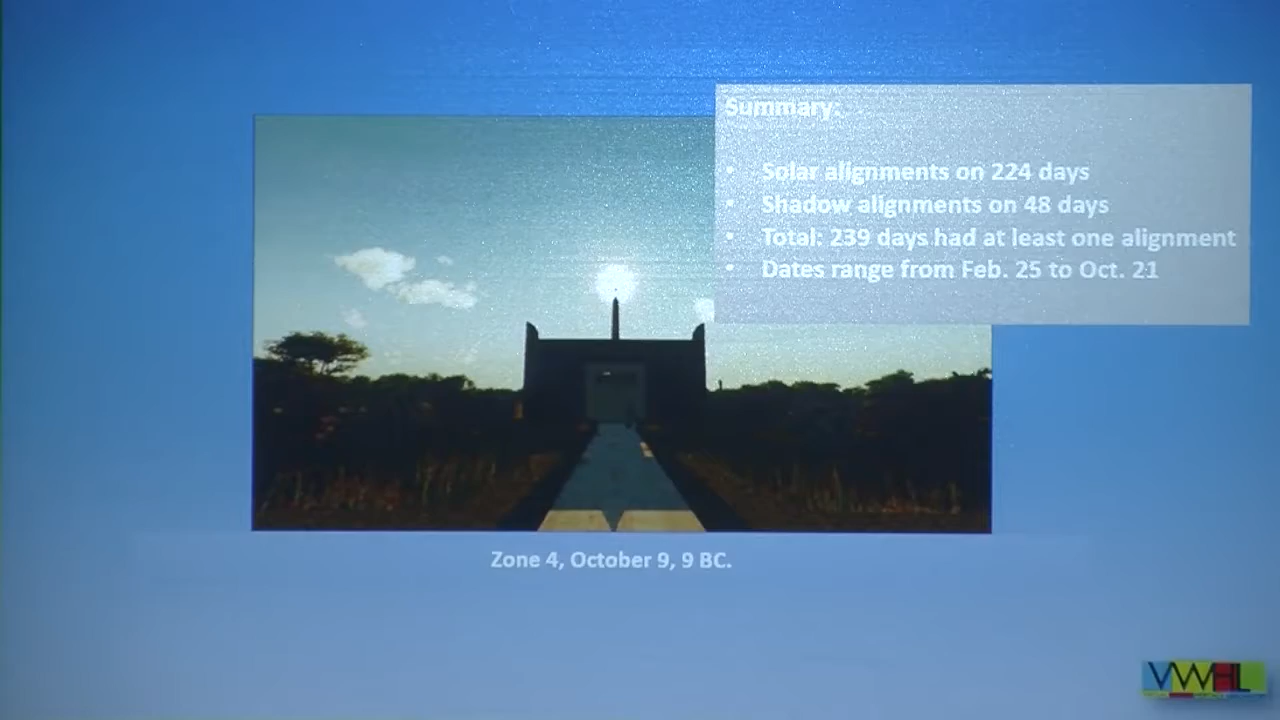 Summary:
• Solar alignments on 224 days
• Shadow alignments on 48 days
• Total: 239 days had at least one alignment
• Dates range from Feb. 25 to Oct. 21
Zone 4, October 9, 9 BC.
VWHL